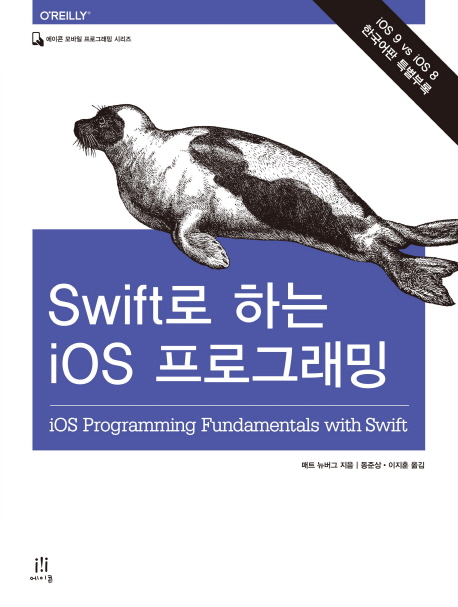 O'REILLY®
에이콘 모바일 프로그래밍 시리즈
iOS 9 vs iOS 8
한국어판 특별부록
Swift로 하는
iOS 프로그래밍
iOS Programming Fundamentals with Swift
매트 뉴버그 지음 | 동준상 · 이지훈 옮김
에이콘